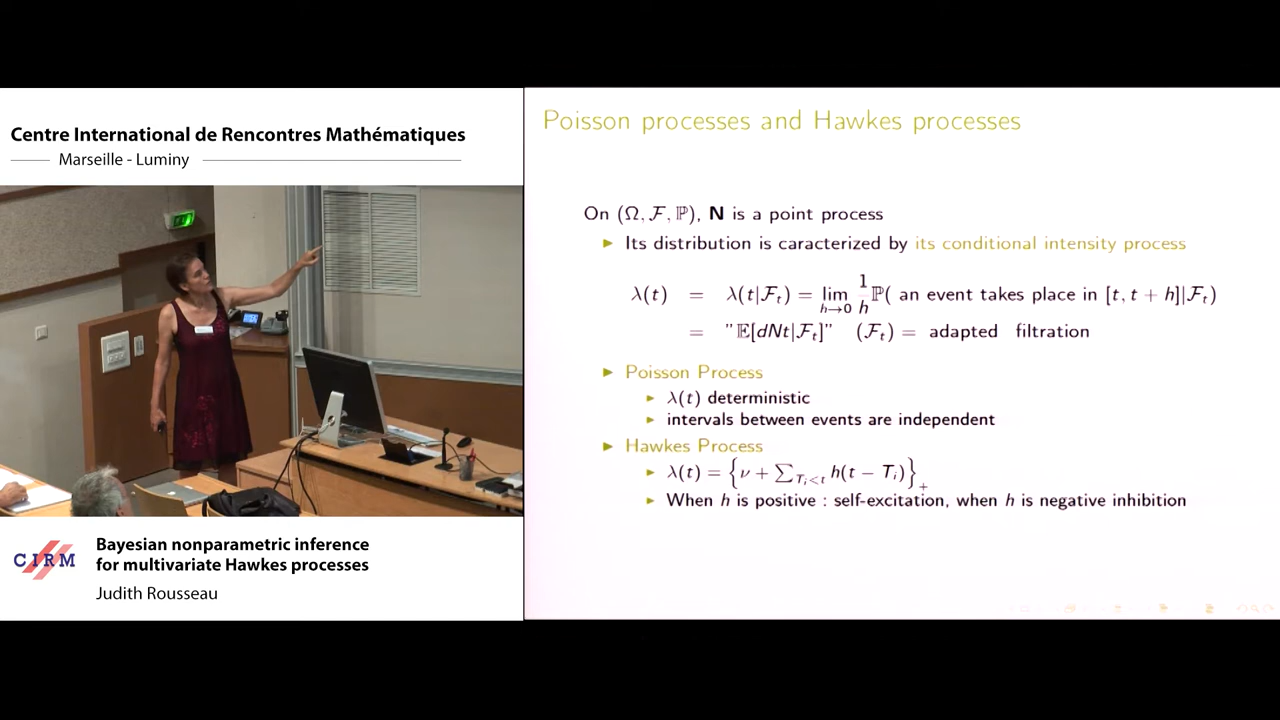 Centre International de Rencontres Mathématiques
Marseille - Luminy
CIRM
Bayesian nonparametric inference
for multivariate Hawkes processes
Judith Rousseau
Poisson processes and Hawkes processes
On (Ω, ℱ, ℙ), N is a point process
► Its distribution is caracterized by its conditional intensity process
λ(t) = λ(t|ℱ_t) = lim_{h→0} 1/h ℙ( an event takes place in [t, t + h]|ℱ_t)
= "𝔼[dNt|ℱ_t]" (ℱ_t) = adapted filtration
► Poisson Process
► λ(t) deterministic
► intervals between events are independent
► Hawkes Process
► λ(t) = {ν + ∑_{T_i<t} h(t − T_i)}_+
► When h is positive : self-excitation, when h is negative inhibition